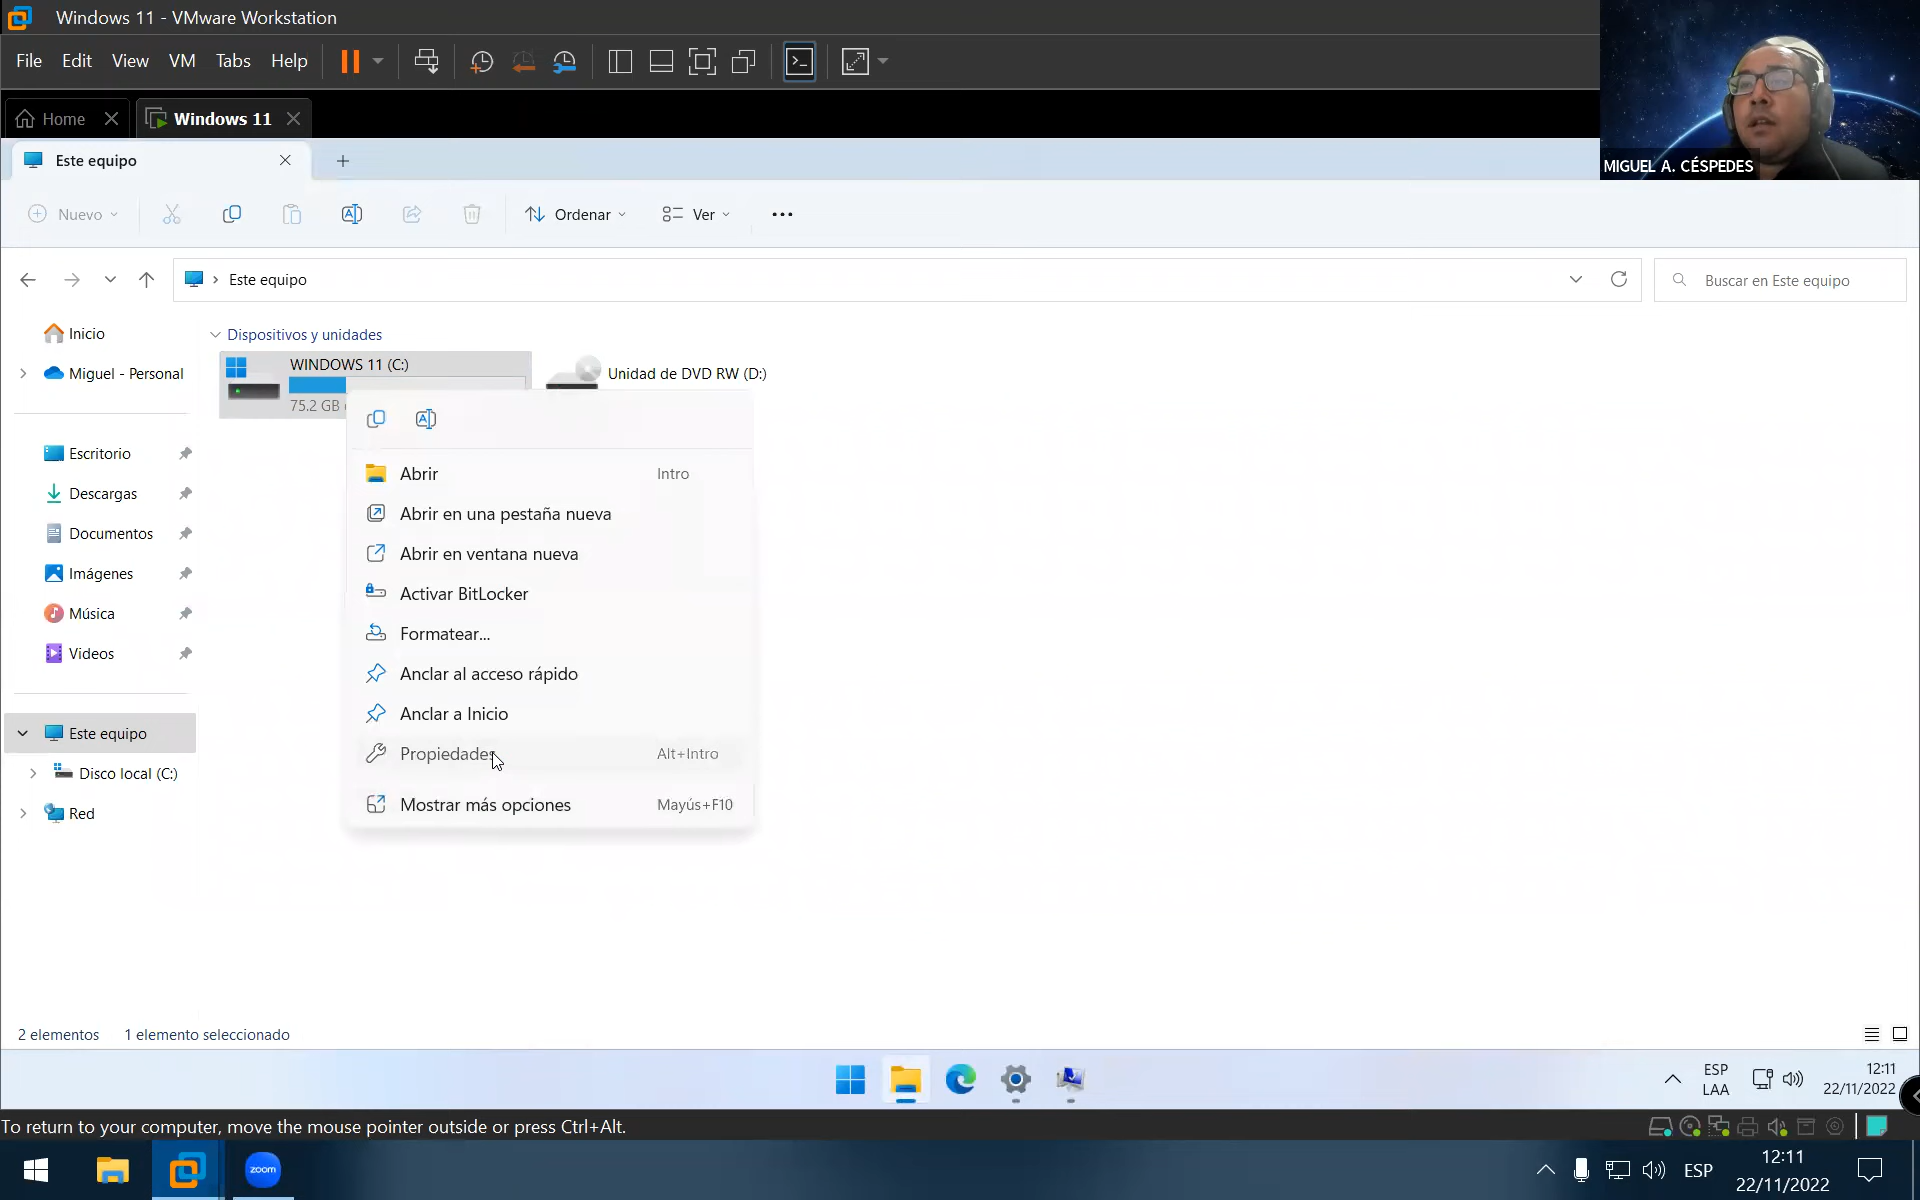 Windows 11 - VMware Workstation
File Edit View VM Tabs Help
Home Windows 11
MIGUEL A. CÉSPEDES
Este equipo
Nuevo Ordenar Ver
Este equipo
Buscar en Este equipo
Inicio
Miguel - Personal
Escritorio
Descargas
Documentos
Imágenes
Música
Videos
Este equipo
Disco local (C:)
Red
Dispositivos y unidades
WINDOWS 11 (C:)
75.2 GB
Unidad de DVD RW (D:)
Abrir Intro
Abrir en una pestaña nueva
Abrir en ventana nueva
Activar BitLocker
Formatear...
Anclar al acceso rápido
Anclar a Inicio
Propiedades Alt+Intro
Mostrar más opciones Mayús+F10
2 elementos 1 elemento seleccionado
ESP
LAA
12:11
22/11/2022
To return to your computer, move the mouse pointer outside or press Ctrl+Alt.
zoom
ESP
12:11
22/11/2022